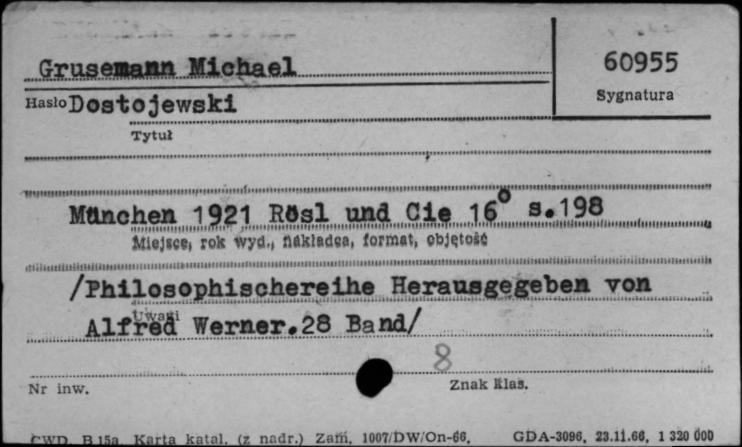 Grusemann Michael
60955
Hasło Dostojewski
Sygnatura
Tytuł
München 1921 Rösl und Cie 16° s.198
Miejsce, rok wyd., nakładca, format, objętość
/Philosophischereihe Herausgegeben von
Uwagi
Alfred Werner.28 Band/
8
Nr inw.
Znak klas.
CWD. B 15a. Karta katal. (z nadr.) Zam. 1007/DW/On-66. GDA-3096, 23.11.66, 1 320 000